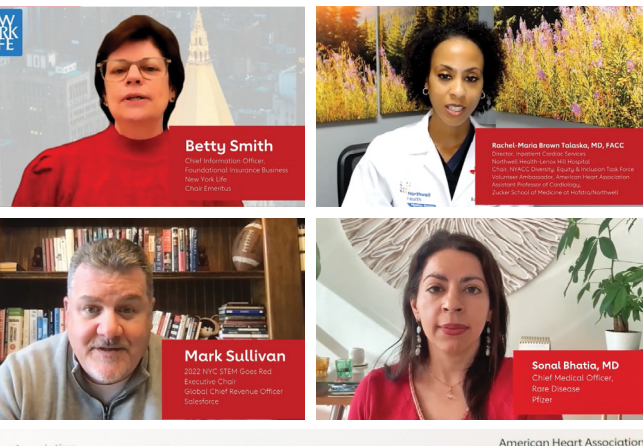 Betty Smith
Chief Information Officer,
Foundational Insurance Business
New York Life
Chair Emeritus
Rachel-Maria Brown Talaska, MD, FACC
Director, Inpatient Cardiac Services
Northwell Health-Lenox Hill Hospital
Chair, NYACC Diversity, Equity & Inclusion Task Force
Volunteer Ambassador, American Heart Association
Assistant Professor of Cardiology,
Zucker School of Medicine at Hofstra/Northwell
Northwell
Health
Mark Sullivan
2022 NYC STEM Goes Red
Executive Chair
Global Chief Revenue Officer
Salesforce
Sonal Bhatia, MD
Chief Medical Officer,
Rare Disease
Pfizer
American Heart Association